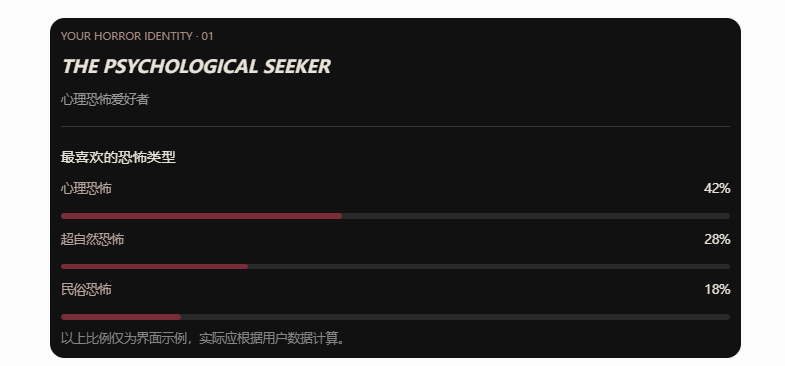 YOUR HORROR IDENTITY · 01
THE PSYCHOLOGICAL SEEKER
心理恐怖爱好者
最喜欢的恐怖类型
心理恐怖 42%
超自然恐怖 28%
民俗恐怖 18%
以上比例仅为界面示例，实际应根据用户数据计算。